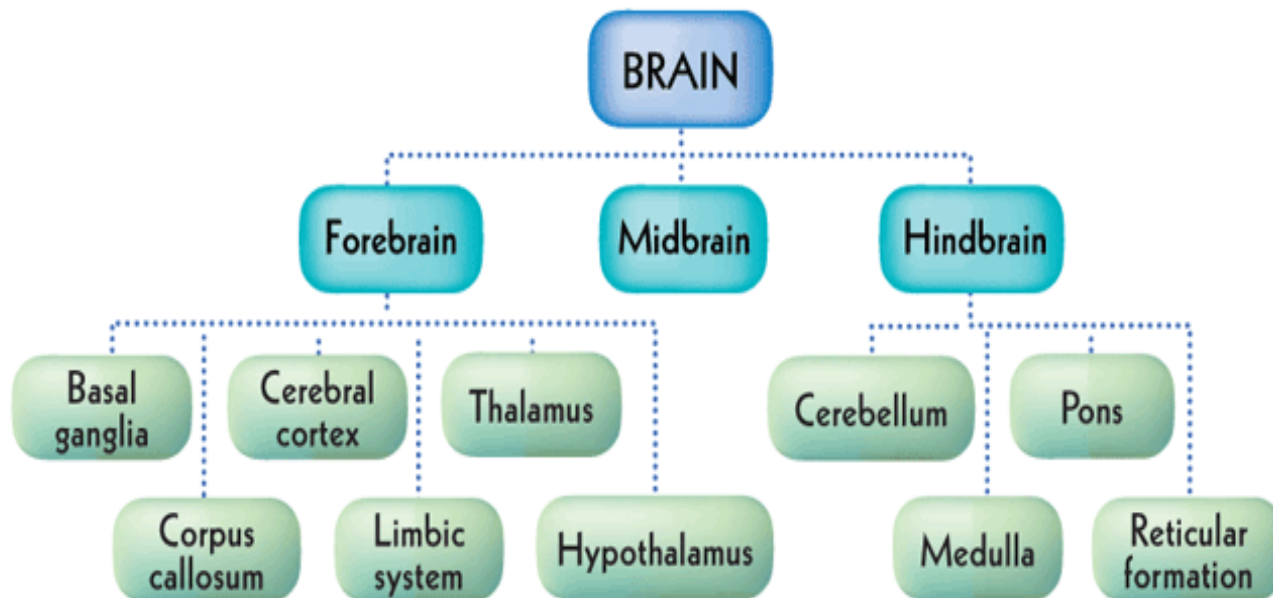 BRAIN
Forebrain
Midbrain
Hindbrain
Basal
ganglia
Cerebral
cortex
Thalamus
Cerebellum
Pons
Corpus
callosum
Limbic
system
Hypothalamus
Medulla
Reticular
formation